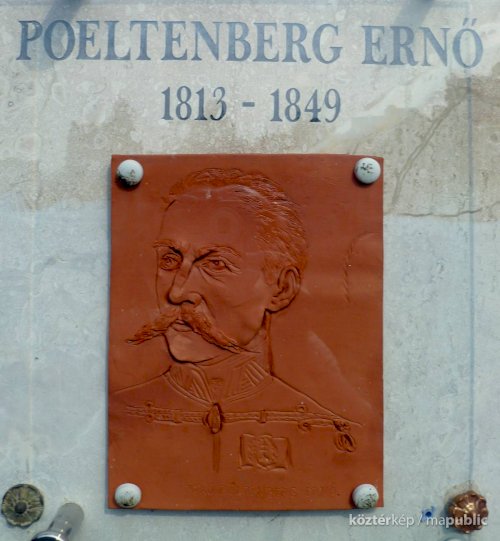 POELTENBERG ERNŐ
1813 - 1849
köztérkép / mapublic